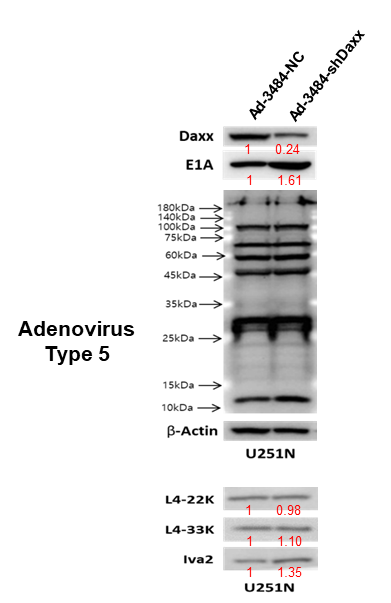 Ad-3484-NC
Ad-3484-shDaxx
Daxx
1 0.24
E1A
1 1.61
180kDa
140kDa
100kDa
75kDa
60kDa
45kDa
35kDa
Adenovirus
Type 5
25kDa
15kDa
10kDa
β-Actin
U251N
L4-22K
1 0.98
L4-33K
1 1.10
Iva2
1 1.35
U251N